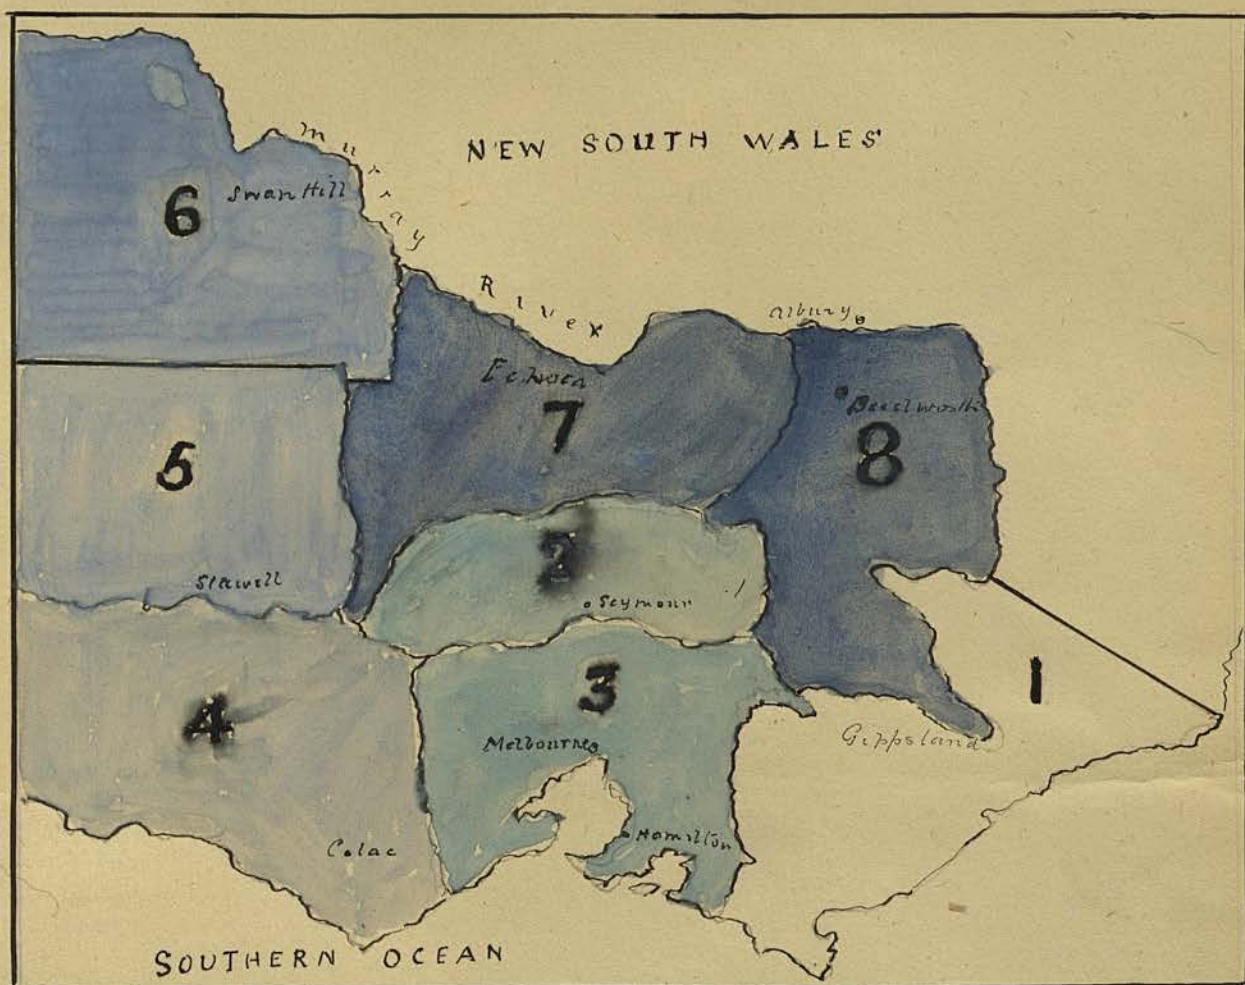 NEW SOUTH WALES
Murray
River
6
Swan Hill
Albury
Echuca
7
Beechworth
8
5
Stawell
2
Seymour
1
3
4
Melbourne
Gippsland
Hamilton
Colac
SOUTHERN OCEAN